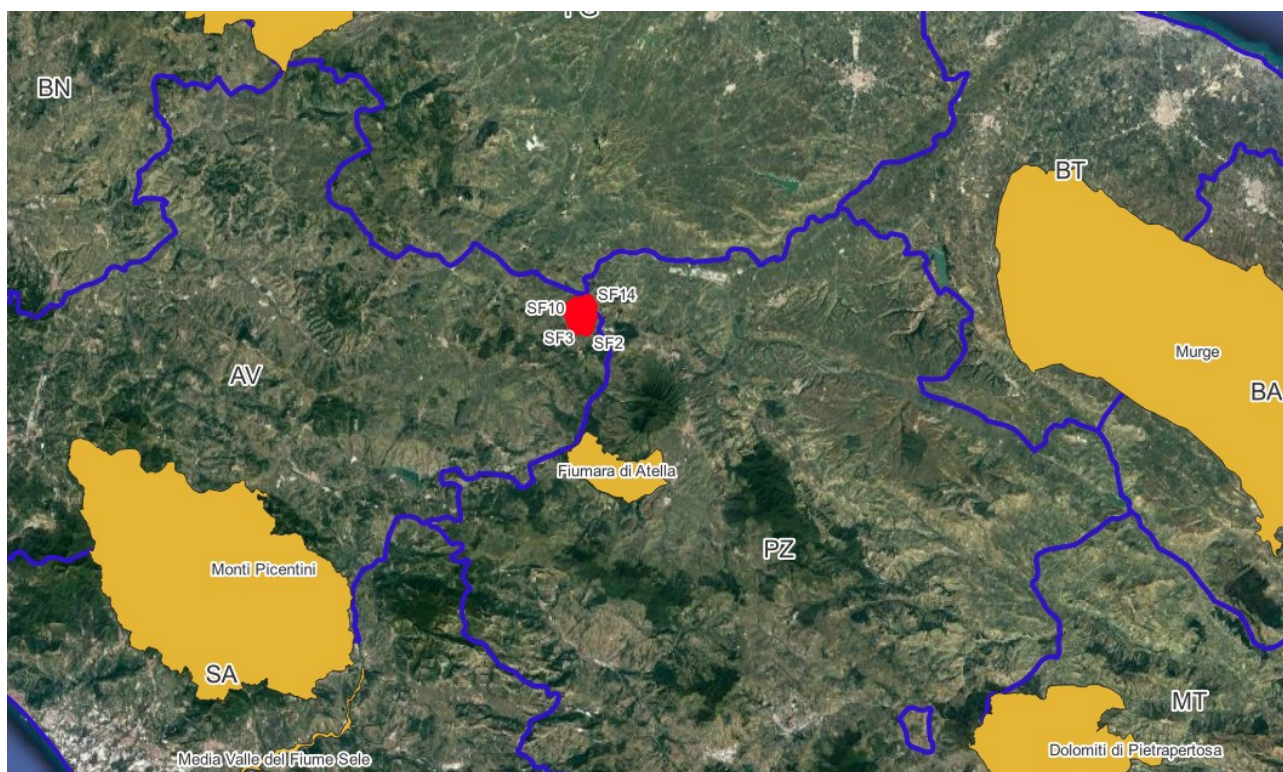 BN
BT
SF14
SF10
SF3
SF2
Murge
AV
BA
Fiumara di Atella
PZ
Monti Picentini
SA
MT
Dolomiti di Pietrapertosa
Media Valle del Fiume Sele